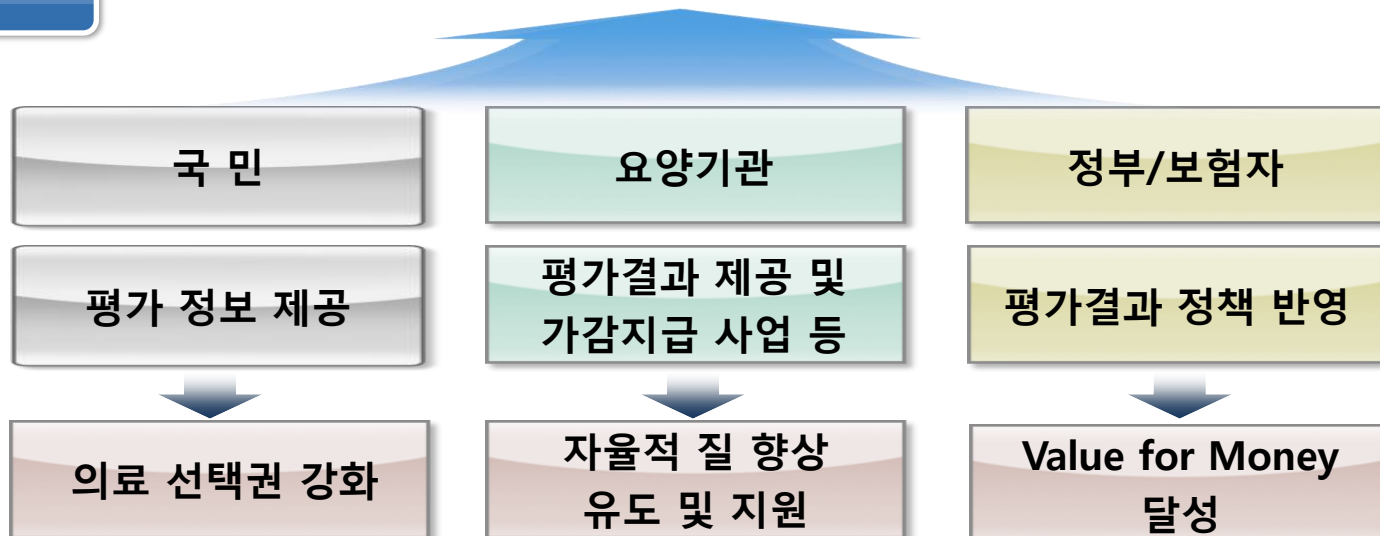 국 민
요양기관
정부/보험자
평가 정보 제공
평가결과 제공 및
가감지급 사업 등
평가결과 정책 반영
의료 선택권 강화
자율적 질 향상
유도 및 지원
Value for Money
달성